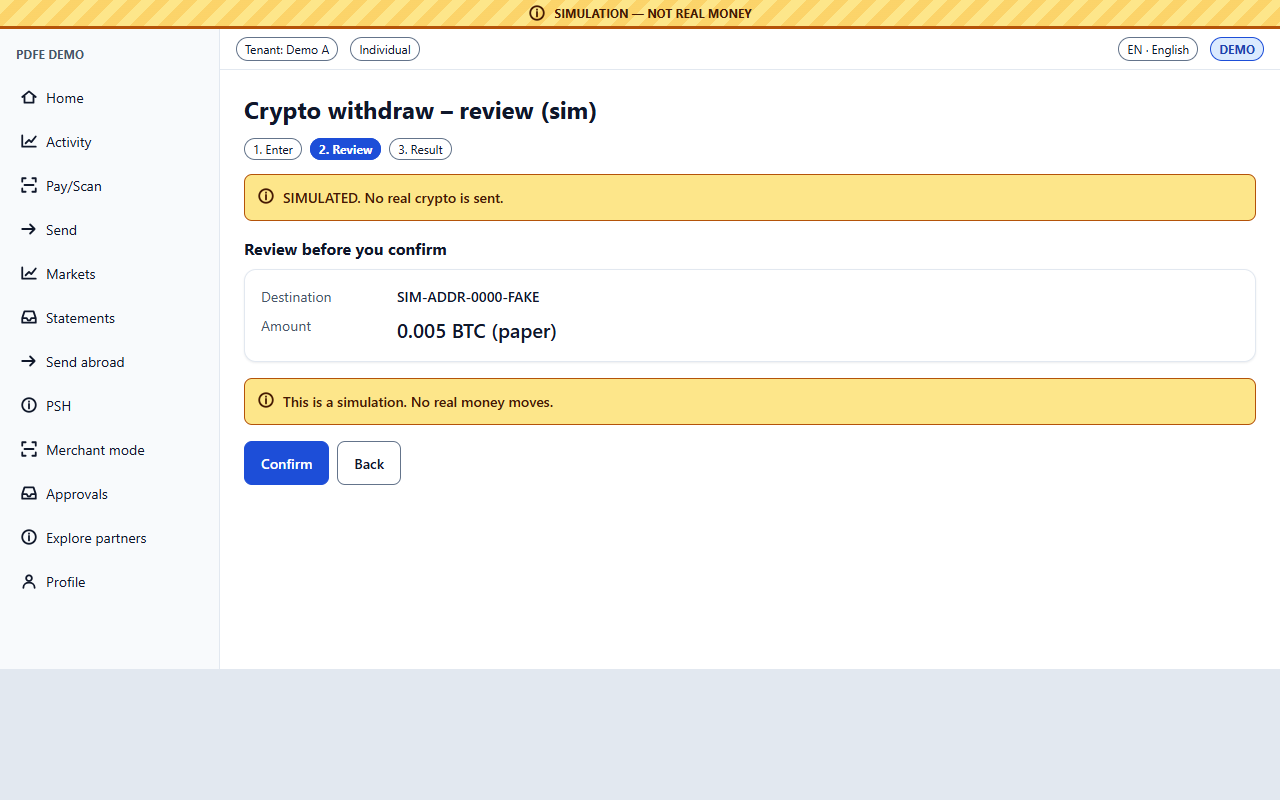 SIMULATION — NOT REAL MONEY
PDFE DEMO
Tenant: Demo A
Individual
EN · English
DEMO
Home
Activity
Pay/Scan
Send
Markets
Statements
Send abroad
PSH
Merchant mode
Approvals
Explore partners
Profile
Crypto withdraw – review (sim)
1. Enter
2. Review
3. Result
SIMULATED. No real crypto is sent.
Review before you confirm
Destination SIM-ADDR-0000-FAKE
Amount 0.005 BTC (paper)
This is a simulation. No real money moves.
Confirm
Back